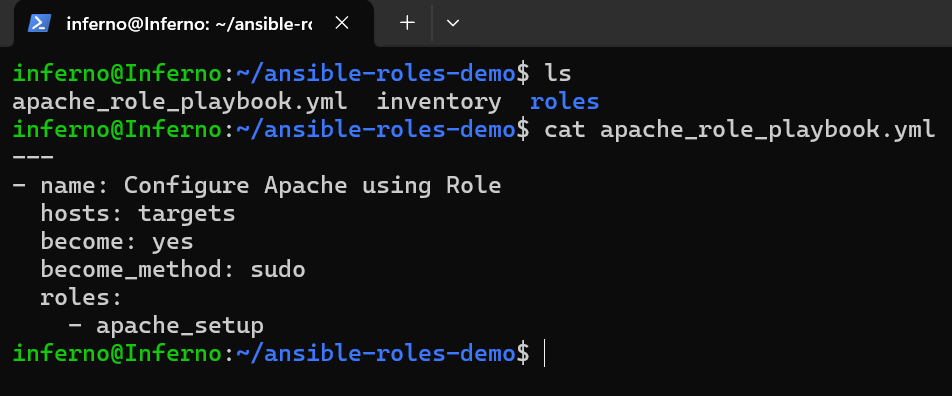 inferno@Inferno: ~/ansible-ro
inferno@Inferno:~/ansible-roles-demo$ ls
apache_role_playbook.yml  inventory  roles
inferno@Inferno:~/ansible-roles-demo$ cat apache_role_playbook.yml
---
- name: Configure Apache using Role
  hosts: targets
  become: yes
  become_method: sudo
  roles:
    - apache_setup
inferno@Inferno:~/ansible-roles-demo$